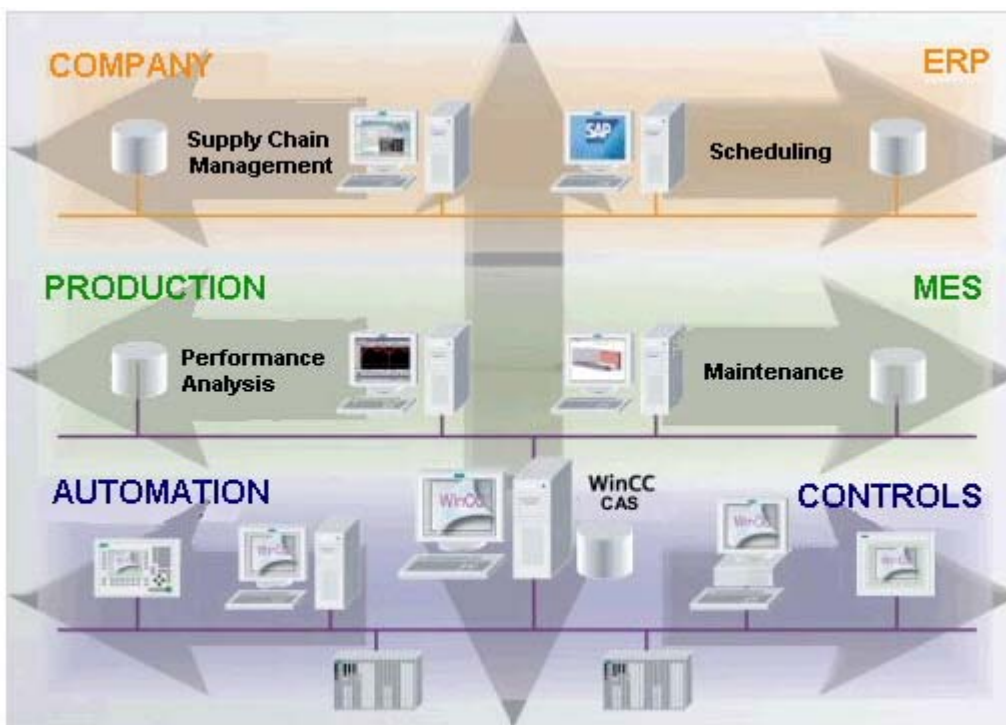 COMPANY
ERP
Supply Chain
Management
SAP
Scheduling
PRODUCTION
MES
Performance
Analysis
Maintenance
AUTOMATION
WinCC
WinCC
CAS
CONTROLS
WinCC
WinCC
WinCC